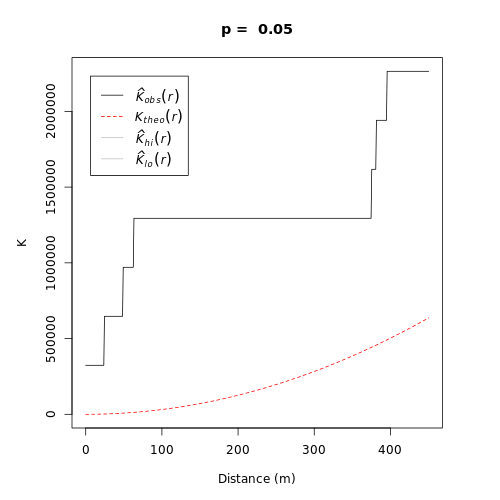 p = 0.05
K̂obs(r)
Ktheo(r)
K̂hi(r)
K̂lo(r)
K
2000000
1500000
1000000
500000
0
0 100 200 300 400
Distance (m)